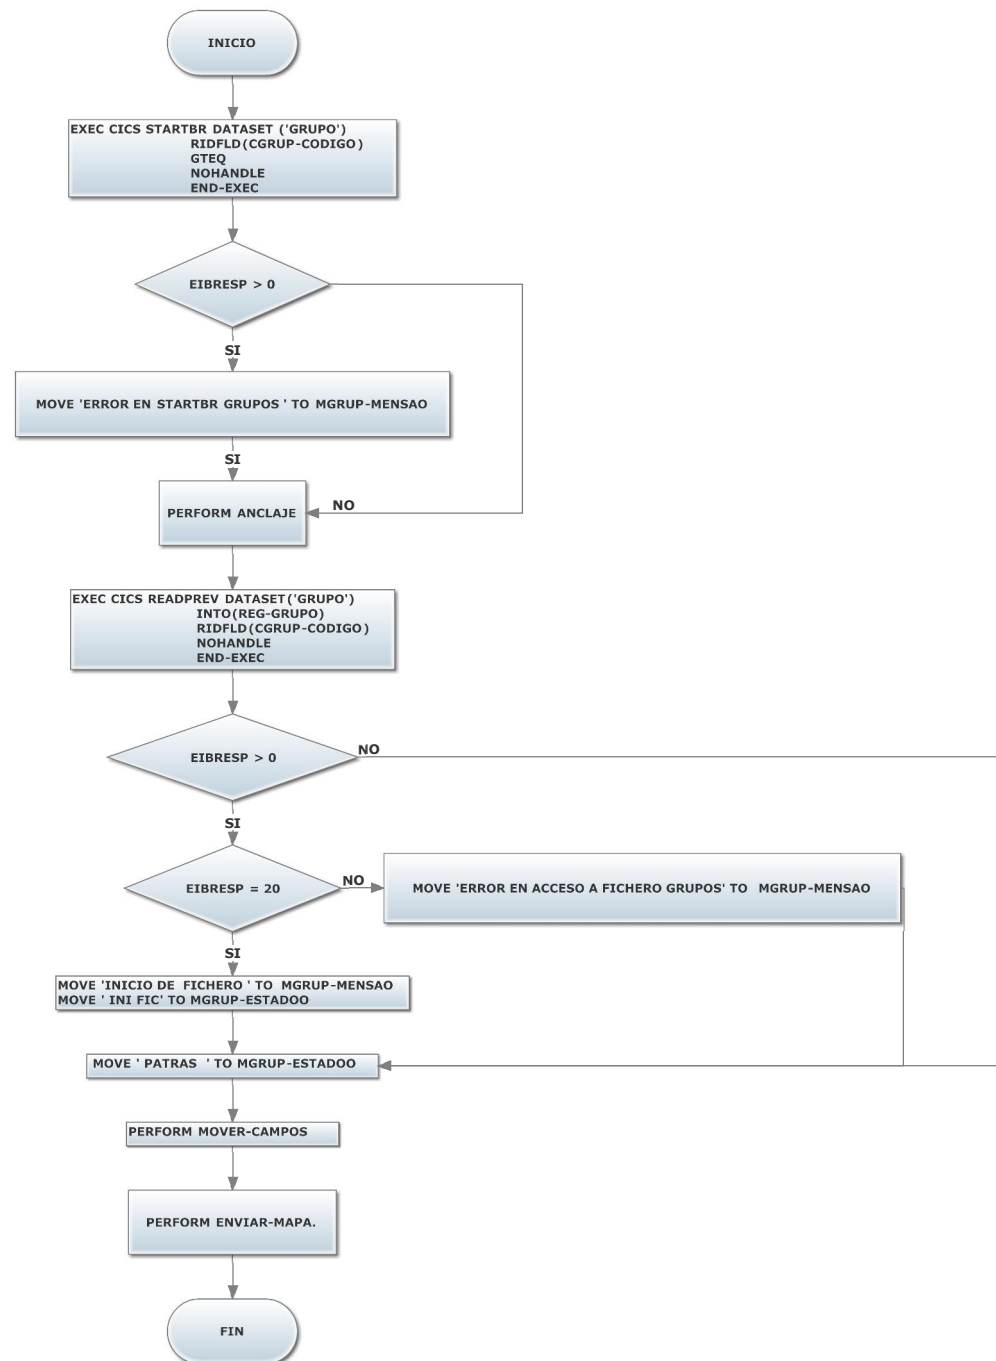 INICIO
EXEC CICS STARTBR DATASET ('GRUPO')
RIDFLD(CGRUP-CODIGO)
GTEQ
NOHANDLE
END-EXEC
EIBRESP > 0
SI
MOVE 'ERROR EN STARTBR GRUPOS ' TO MGRUP-MENSAO
SI
PERFORM ANCLAJE
NO
EXEC CICS READPREV DATASET('GRUPO')
INTO(REG-GRUPO)
RIDFLD(CGRUP-CODIGO)
NOHANDLE
END-EXEC
EIBRESP > 0
NO
SI
EIBRESP = 20
NO
MOVE 'ERROR EN ACCESO A FICHERO GRUPOS' TO MGRUP-MENSAO
SI
MOVE 'INICIO DE FICHERO ' TO MGRUP-MENSAO
MOVE ' INI FIC' TO MGRUP-ESTADOO
MOVE ' PATRAS ' TO MGRUP-ESTADOO
PERFORM MOVER-CAMPOS
PERFORM ENVIAR-MAPA.
FIN